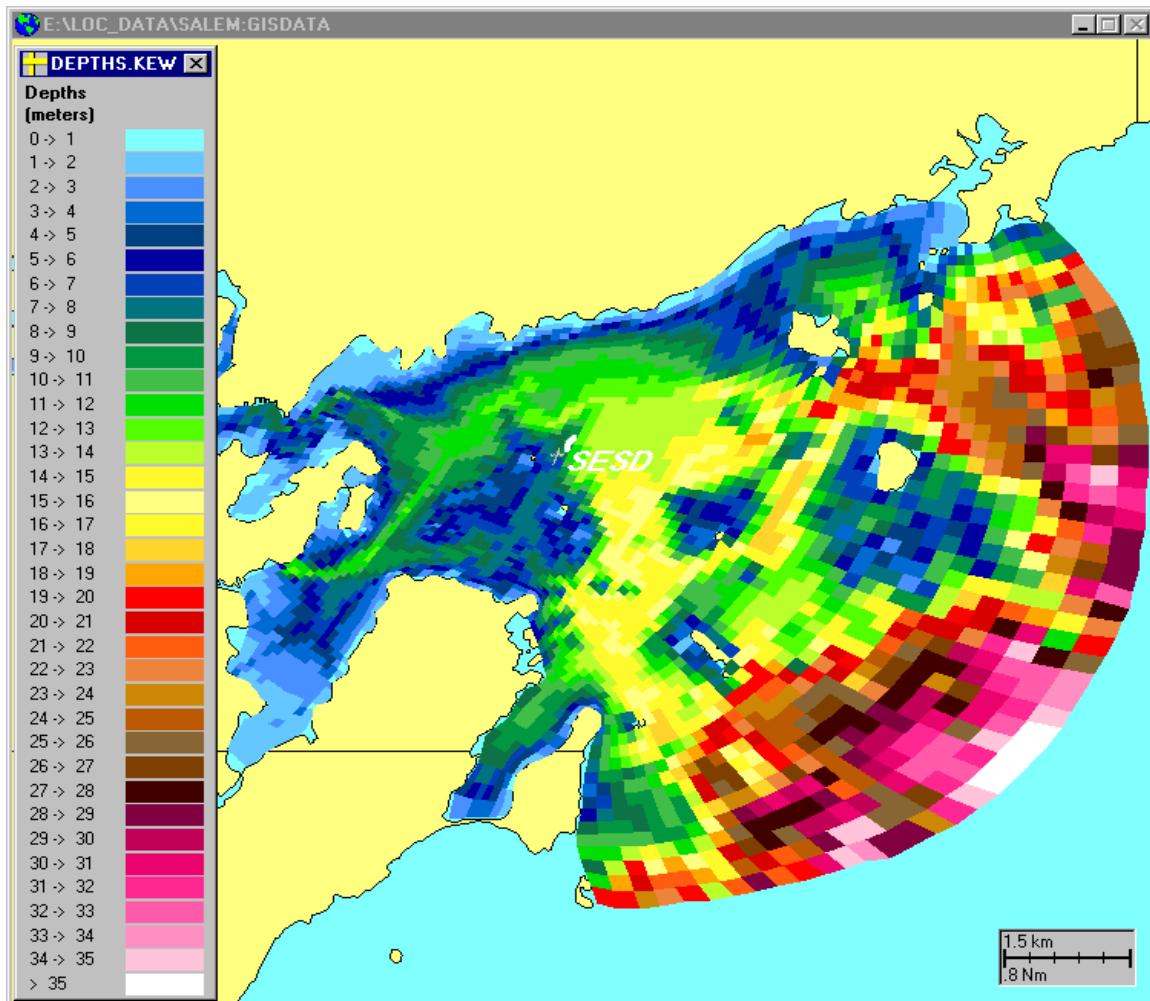 E:\LOC_DATA\SALEM:GISDATA
DEPTHS.KEW
Depths
(meters)
0 -> 1
1 -> 2
2 -> 3
3 -> 4
4 -> 5
5 -> 6
6 -> 7
7 -> 8
8 -> 9
9 -> 10
10 -> 11
11 -> 12
12 -> 13
13 -> 14
14 -> 15
15 -> 16
16 -> 17
17 -> 18
18 -> 19
19 -> 20
20 -> 21
21 -> 22
22 -> 23
23 -> 24
24 -> 25
25 -> 26
26 -> 27
27 -> 28
28 -> 29
29 -> 30
30 -> 31
31 -> 32
32 -> 33
33 -> 34
34 -> 35
> 35
SESD
1.5 km
.8 Nm